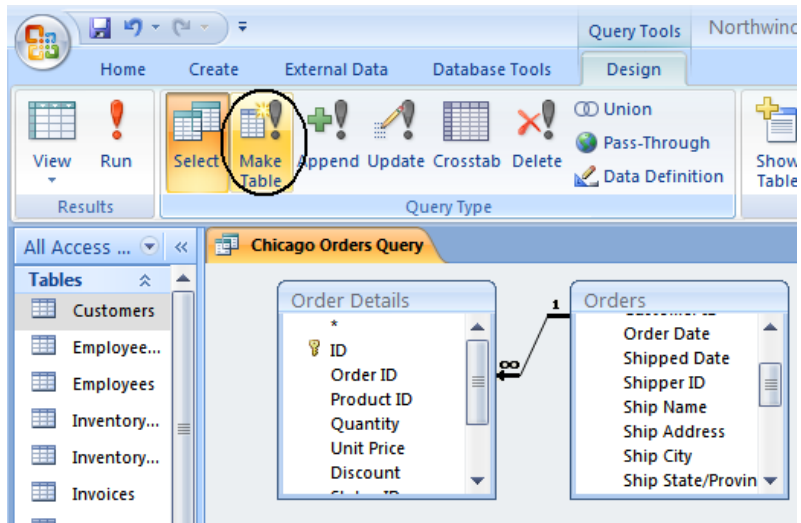 Query Tools Northwind
Home Create External Data Database Tools Design
View
Run
Select
Make
Table
Append
Update
Crosstab
Delete
Union
Pass-Through
Data Definition
Show
Table
Results
Query Type
All Access ...
«
Chicago Orders Query
Tables
Customers
Employee...
Employees
Inventory...
Inventory...
Invoices
Order Details
*
ID
Order ID
Product ID
Quantity
Unit Price
Discount
1
∞
Orders
Order Date
Shipped Date
Shipper ID
Ship Name
Ship Address
Ship City
Ship State/Provin